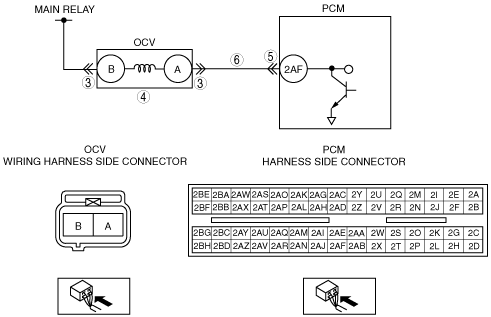 MAIN RELAY
OCV
PCM
B
A
3
3
4
6
5
2AF
OCV
WIRING HARNESS SIDE CONNECTOR
B A
PCM
HARNESS SIDE CONNECTOR
2BE 2BA 2AW 2AS 2AO 2AK 2AG 2AC 2Y 2U 2Q 2M 2I 2E 2A
2BF 2BB 2AX 2AT 2AP 2AL 2AH 2AD 2Z 2V 2R 2N 2J 2F 2B
2BG 2BC 2AY 2AU 2AQ 2AM 2AI 2AE 2AA 2W 2S 2O 2K 2G 2C
2BH 2BD 2AZ 2AV 2AR 2AN 2AJ 2AF 2AB 2X 2T 2P 2L 2H 2D